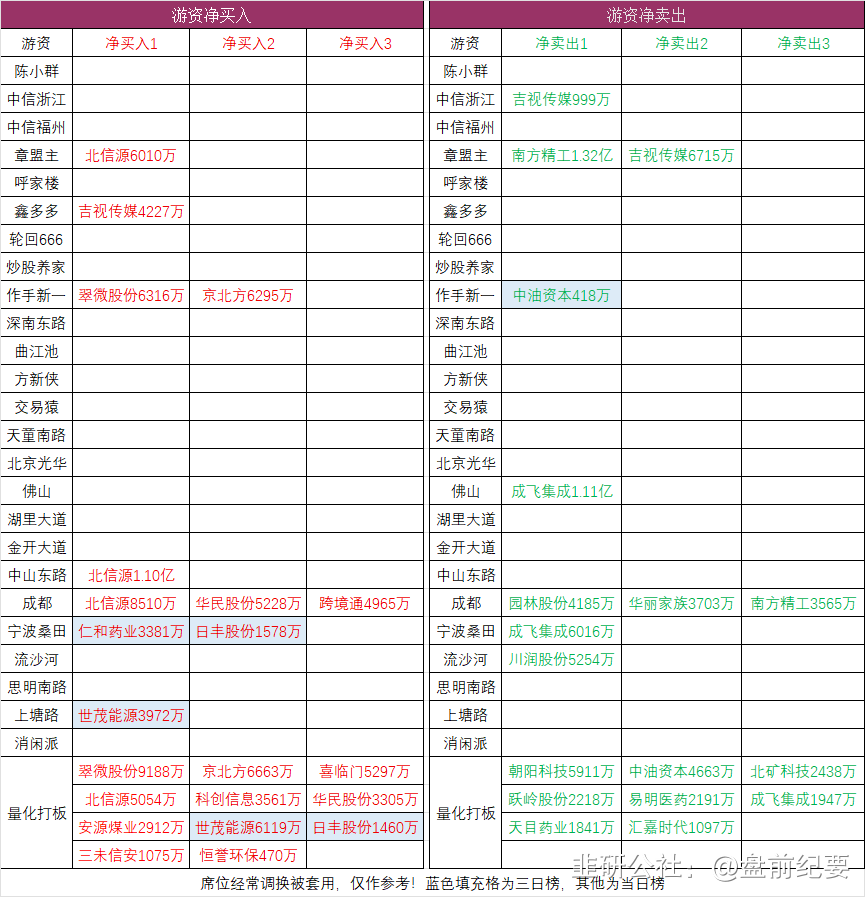 游资净买入 游资净卖出
游资 净买入1 净买入2 净买入3 游资 净卖出1 净卖出2 净卖出3
陈小群 陈小群
中信浙江 中信浙江 吉视传媒999万
中信福州 中信福州
章盟主 北信源6010万 章盟主 南方精工1.32亿 吉视传媒6715万
呼家楼 呼家楼
鑫多多 吉视传媒4227万 鑫多多
轮回666 轮回666
炒股养家 炒股养家
作手新一 翠微股份6316万 京北方6295万 作手新一 中油资本418万
深南东路 深南东路
曲江池 曲江池
方新侠 方新侠
交易猿 交易猿
天童南路 天童南路
北京光华 北京光华
佛山 佛山 成飞集成1.11亿
湖里大道 湖里大道
金开大道 金开大道
中山东路 北信源1.10亿 中山东路
成都 北信源8510万 华民股份5228万 跨境通4965万 成都 园林股份4185万 华丽家族3703万 南方精工3565万
宁波桑田 仁和药业3381万 日丰股份1578万 宁波桑田 成飞集成6016万
流沙河 流沙河 川润股份5254万
思明南路 思明南路
上塘路 世茂能源3972万 上塘路
消闲派 消闲派
量化打板 翠微股份9188万 京北方6663万 喜临门5297万 量化打板 朝阳科技5911万 中油资本4663万 北矿科技2438万
北信源5054万 科创信息3561万 华民股份3305万 跃岭股份2218万 易明医药2191万 成飞集成1947万
安源煤业2912万 世茂能源6119万 日丰股份1460万 天目药业1841万 汇嘉时代1097万
三未信安1075万 恒誉环保470万
席位经常调换被套用，仅作参考！蓝色填充格为三日榜，其他为当日榜
韭研公社：@盘前纪要